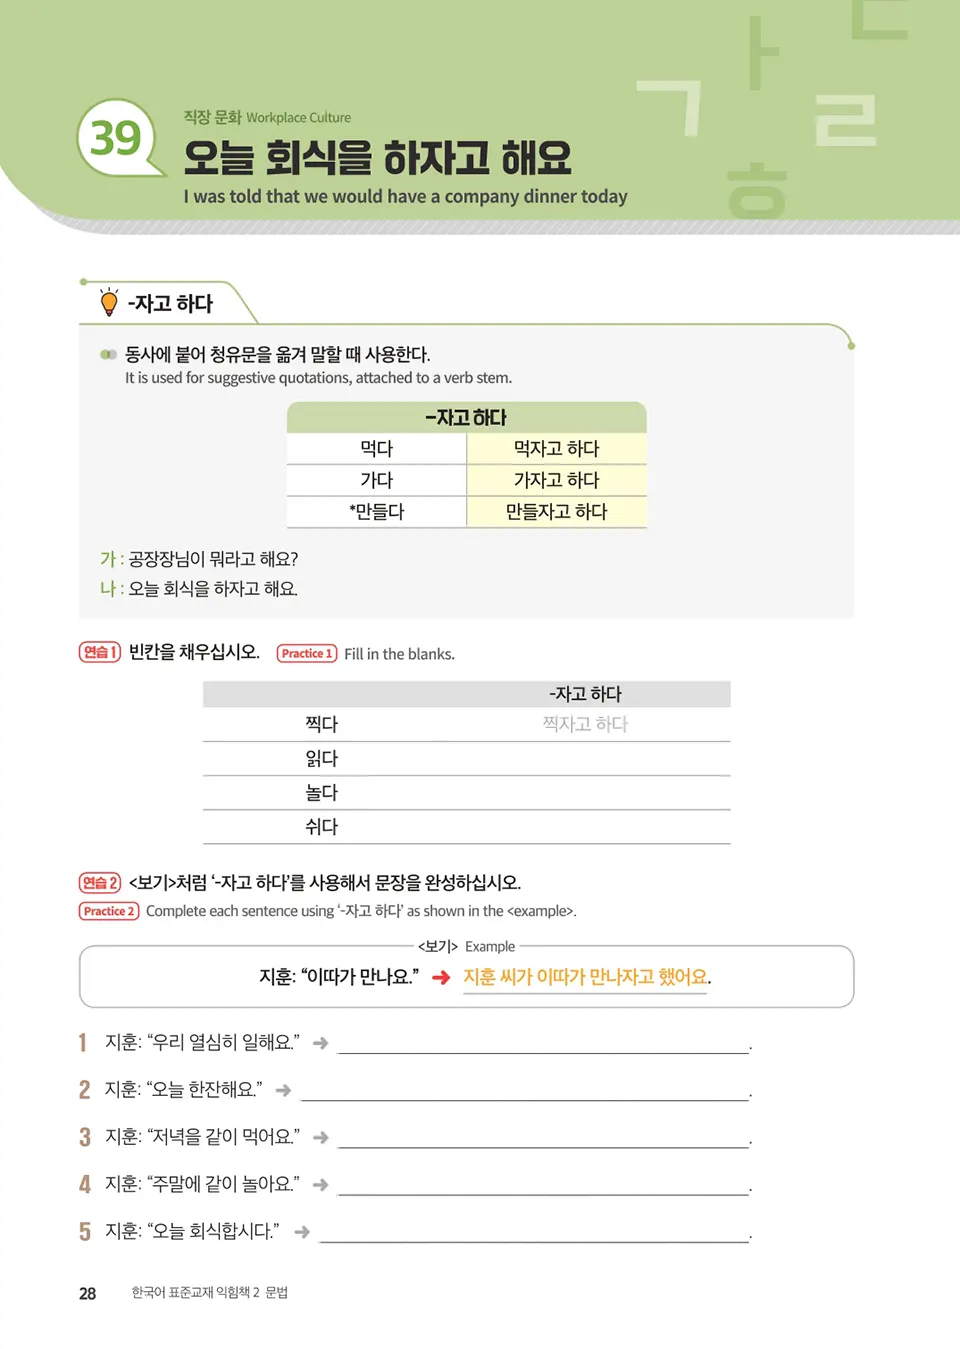 39
직장 문화 Workplace Culture
오늘 회식을 하자고 해요
I was told that we would have a company dinner today
ㄱ ㅏ ㄹ ㄷ ㅎ
-자고 하다
동사에 붙어 청유문을 옮겨 말할 때 사용한다.
It is used for suggestive quotations, attached to a verb stem.
-자고 하다
먹다 먹자고 하다
가다 가자고 하다
*만들다 만들자고 하다
가 : 공장장님이 뭐라고 해요?
나 : 오늘 회식을 하자고 해요.
연습 1 빈칸을 채우십시오. Practice 1 Fill in the blanks.
-자고 하다
찍다 찍자고 하다
읽다
놀다
쉬다
연습 2 <보기>처럼 ‘-자고 하다’를 사용해서 문장을 완성하십시오.
Practice 2 Complete each sentence using ‘-자고 하다’ as shown in the <example>.
<보기> Example
지훈: “이따가 만나요.” ➜ 지훈 씨가 이따가 만나자고 했어요.
1 지훈: “우리 열심히 일해요.” ➜ .
2 지훈: “오늘 한잔해요.” ➜ .
3 지훈: “저녁을 같이 먹어요.” ➜ .
4 지훈: “주말에 같이 놀아요.” ➜ .
5 지훈: “오늘 회식합시다.” ➜ .
28 한국어 표준교재 익힘책 2 문법